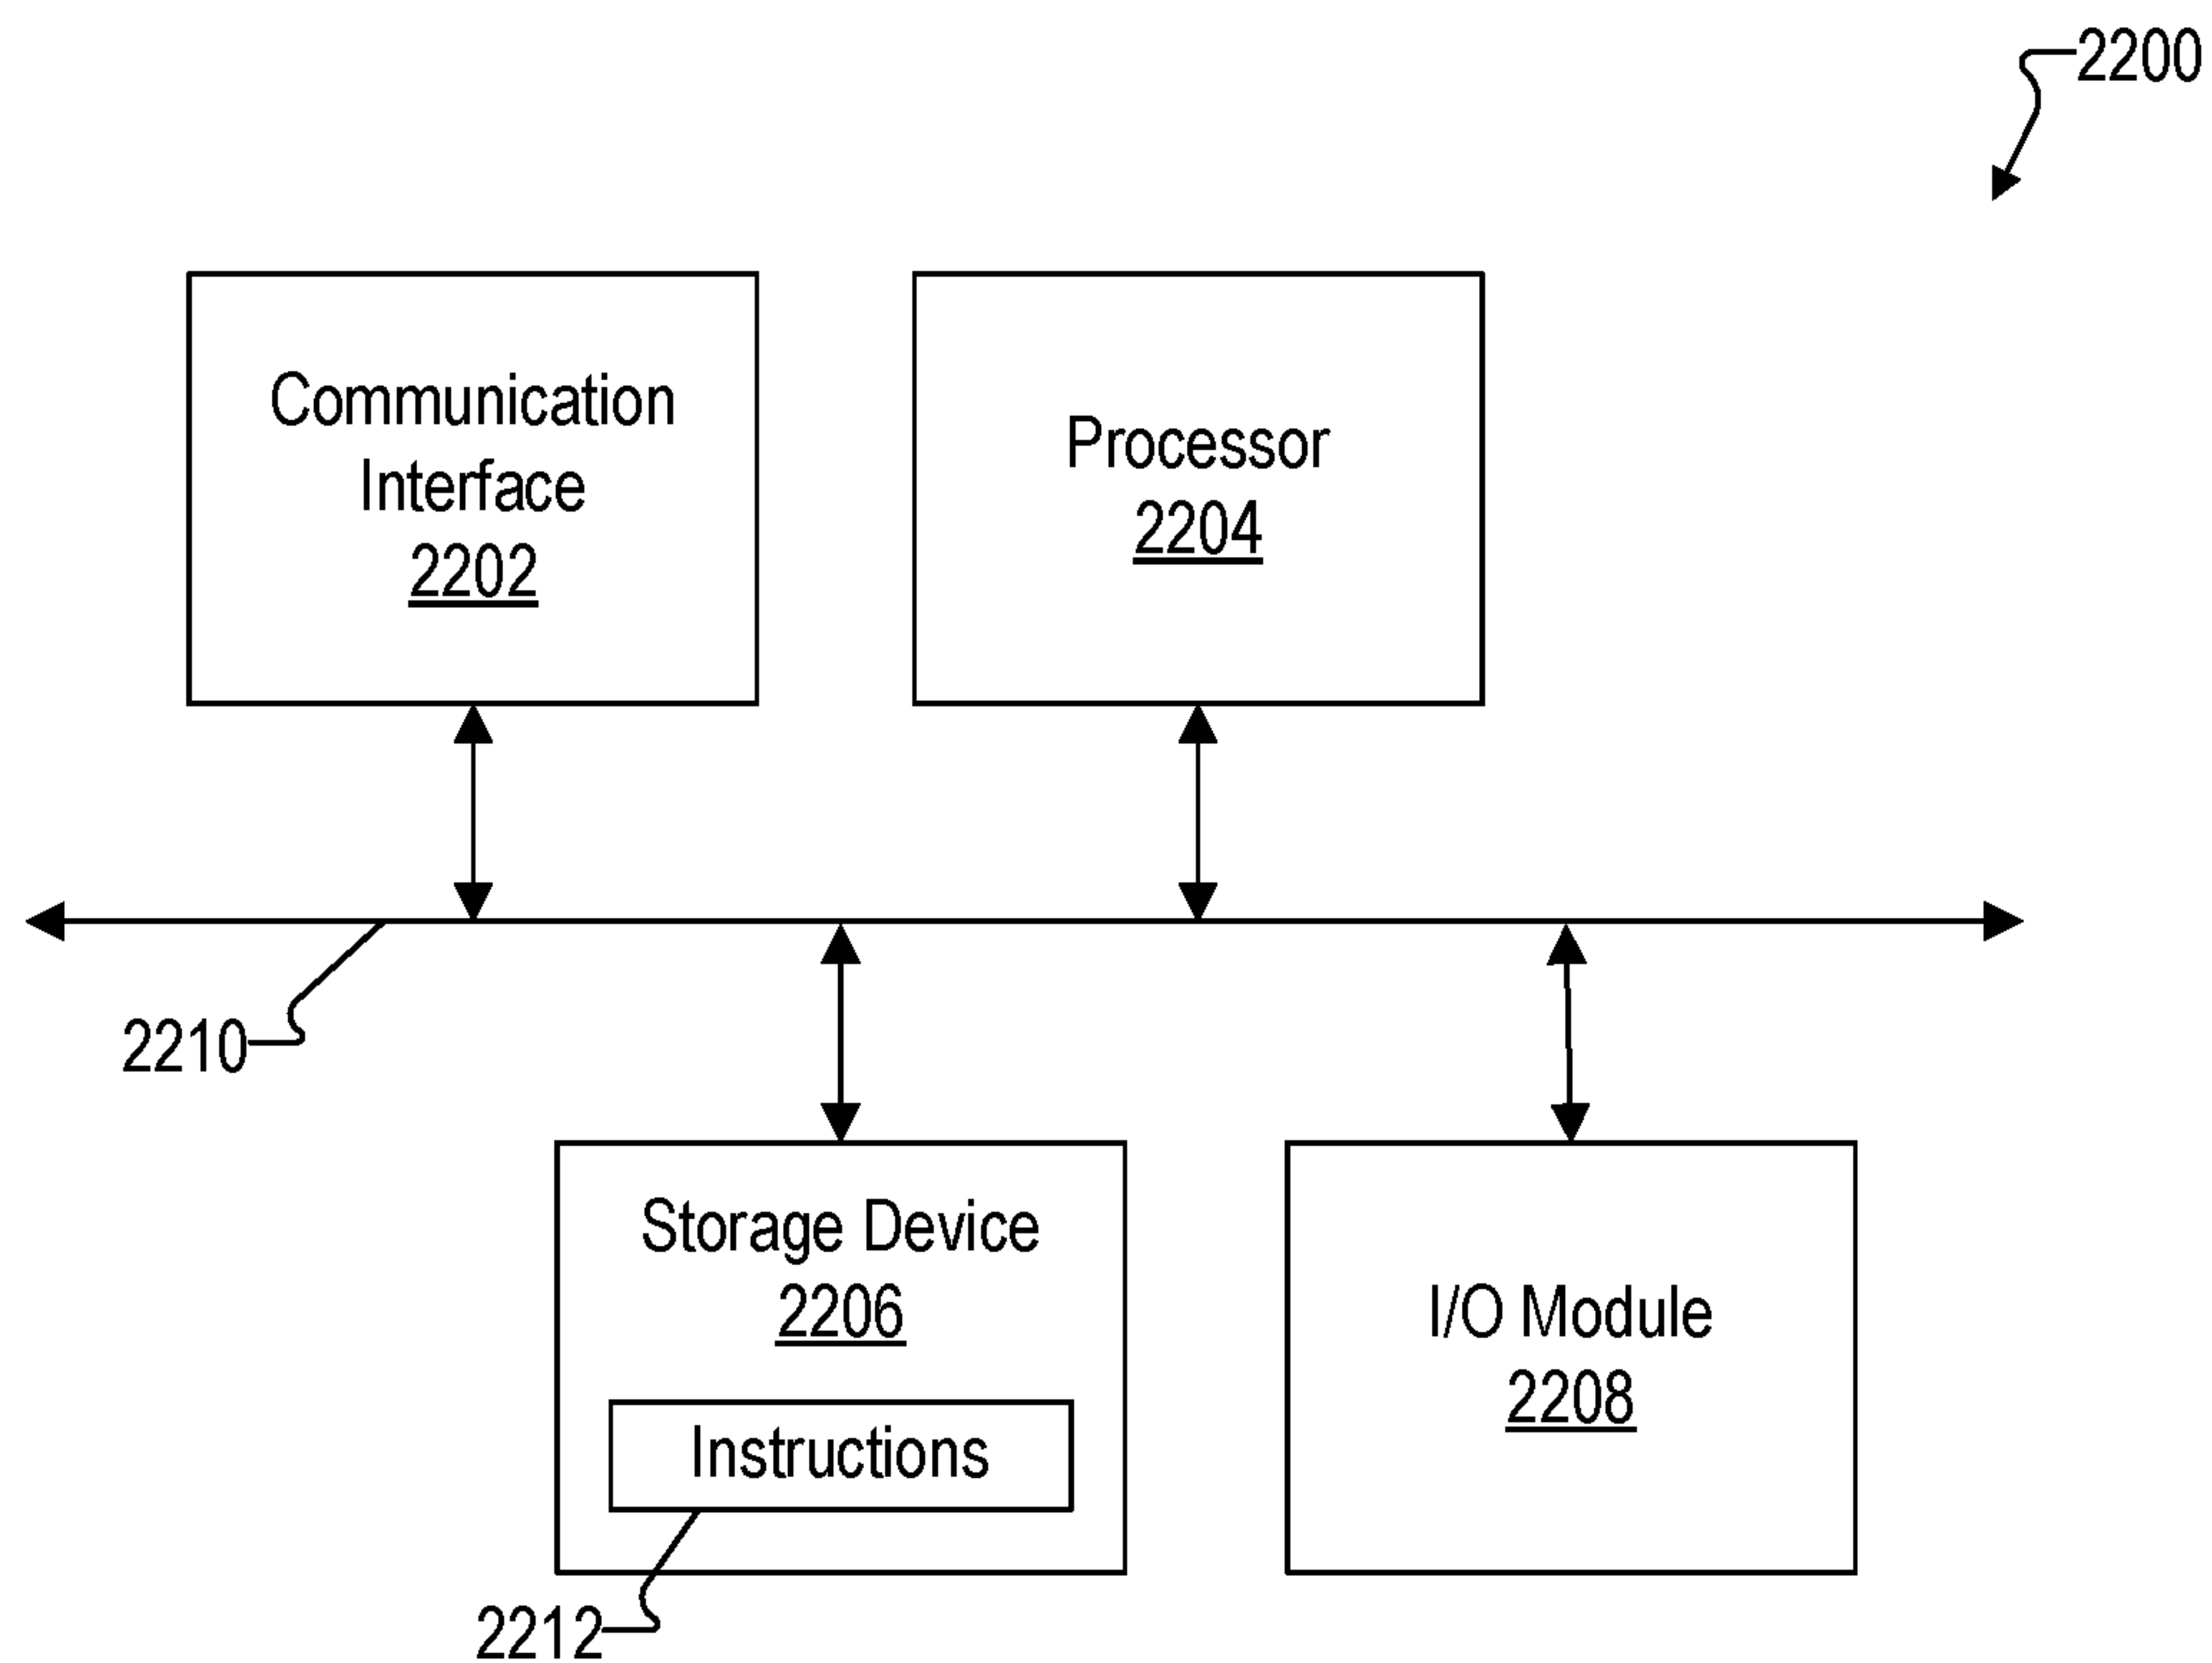 2200
Communication
Interface
2202
Processor
2204
2210
Storage Device
2206
Instructions
2212
I/O Module
2208